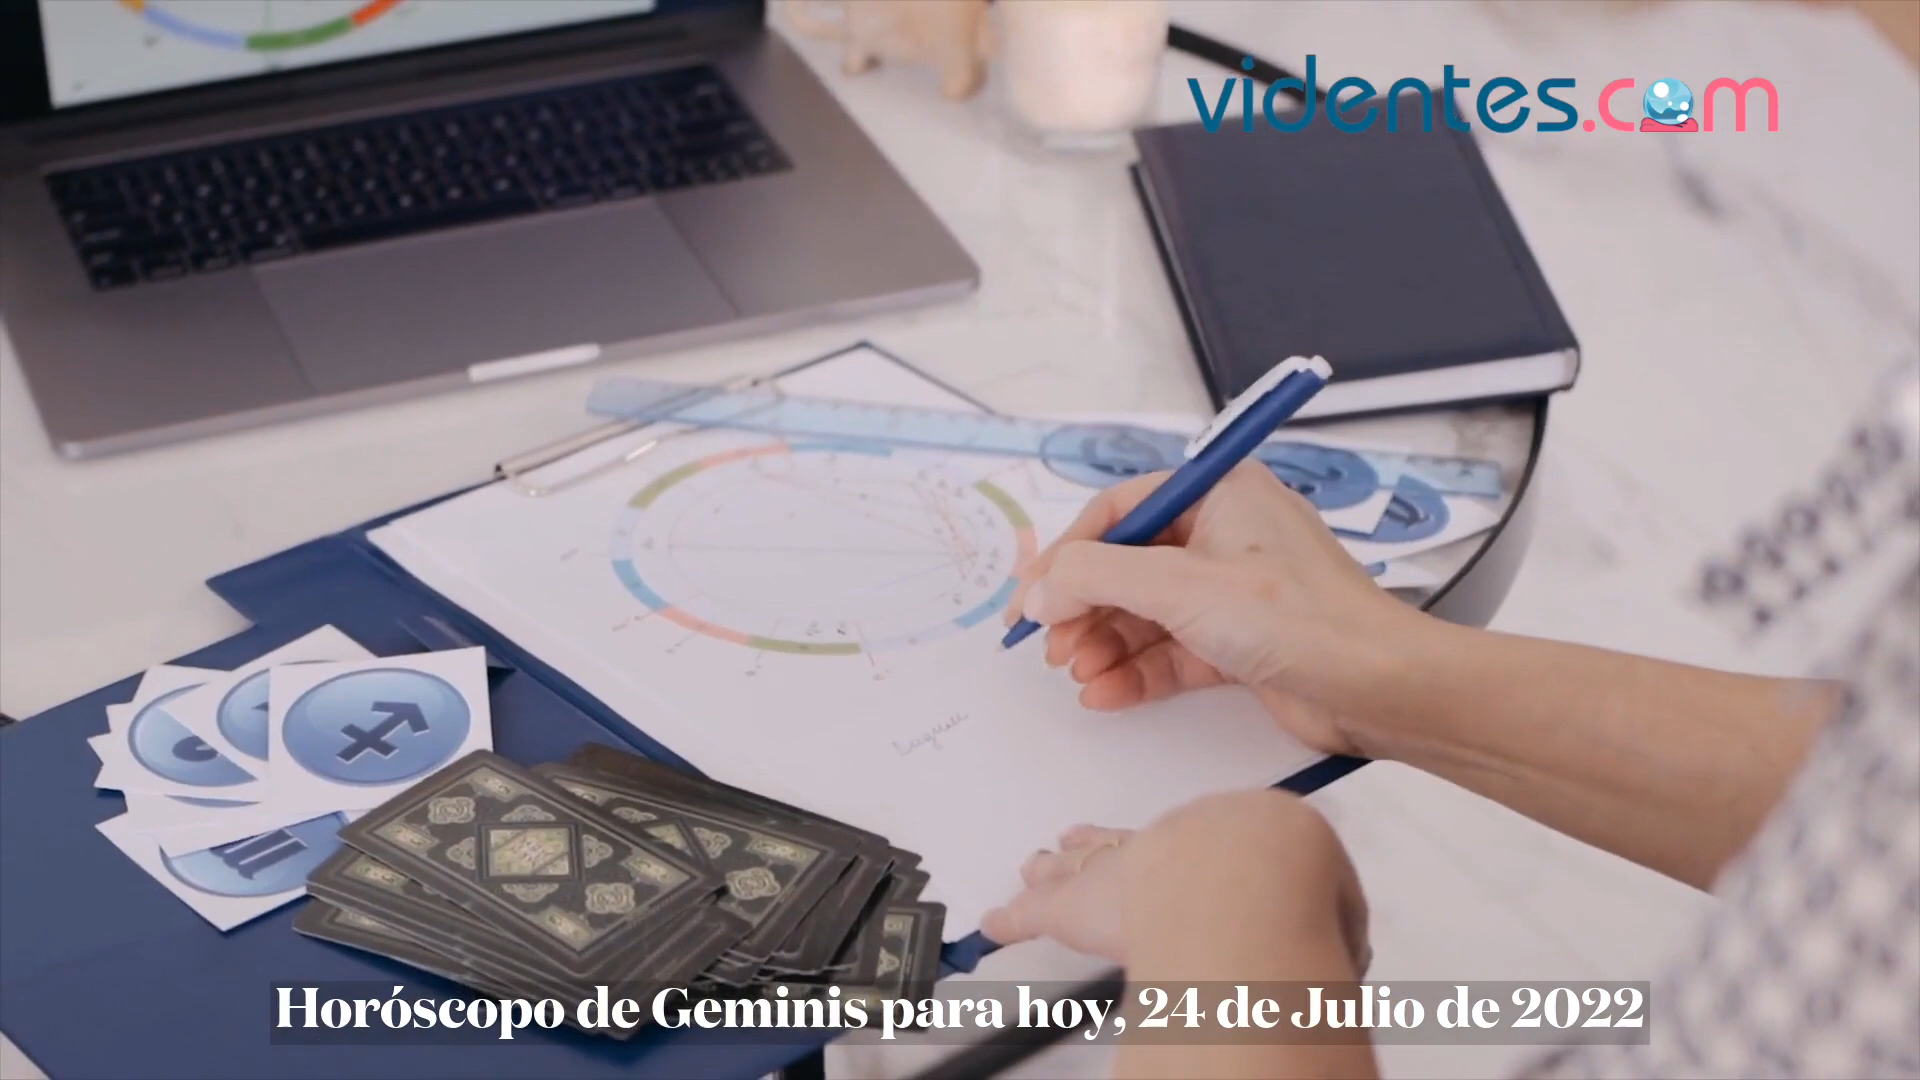 videntes.com
Horóscopo de Geminis para hoy, 24 de Julio de 2022